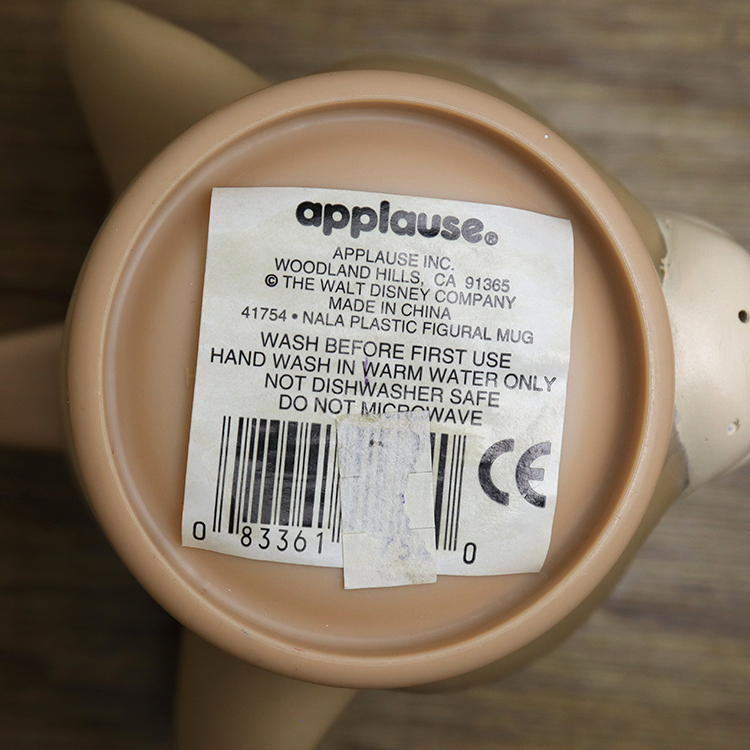 applause®
APPLAUSE INC.
WOODLAND HILLS, CA 91365
© THE WALT DISNEY COMPANY
MADE IN CHINA
41754 • NALA PLASTIC FIGURAL MUG
WASH BEFORE FIRST USE
HAND WASH IN WARM WATER ONLY
NOT DISHWASHER SAFE
DO NOT MICROWAVE
CE
0 83361 0